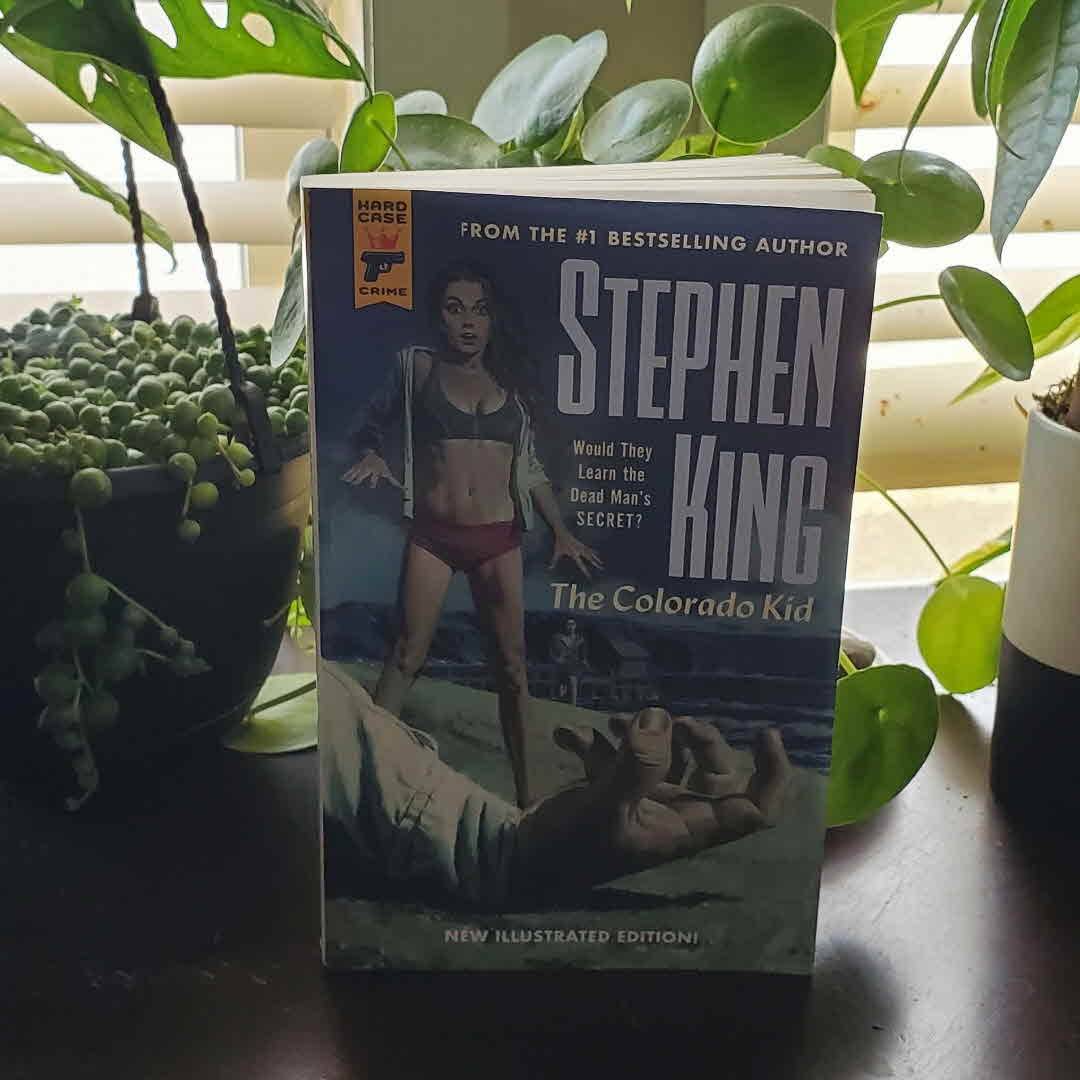 HARD
CASE
CRIME
FROM THE #1 BESTSELLING AUTHOR
STEPHEN
KING
Would They
Learn the
Dead Man's
SECRET?
The Colorado Kid
NEW ILLUSTRATED EDITION!